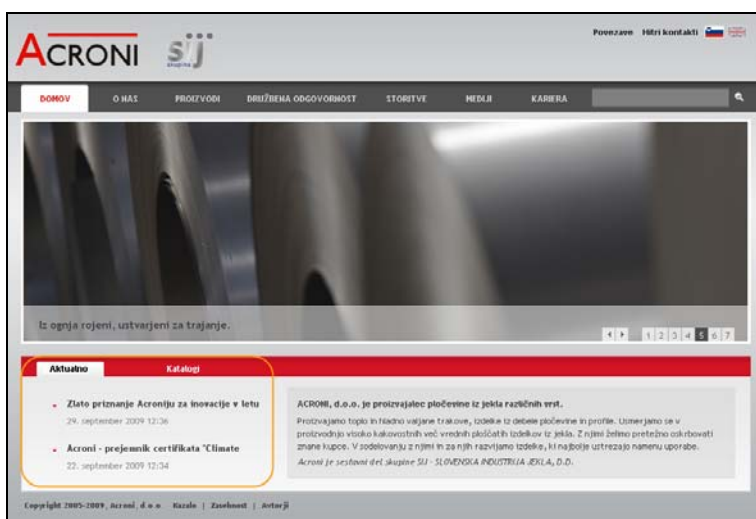 ACRONI sij
skupina
Povezave Hitri kontakti
DOMOV O NAS PROIZVODI DRUŽBENA ODGOVORNOST STORITVE MEDIJI KARIERA
Iz ognja rojeni, ustvarjeni za trajanje.
1 2 3 4 5 6 7
Aktualno Katalogi
Zlato priznanje Acroniju za inovacije v letu
29. september 2009 12:36
Acroni - prejemnik certifikata "Climate
22. september 2009 12:34
ACRONI, d.o.o. je proizvajalec pločevine iz jekla različnih vrst.
Proizvajamo toplo in hladno valjane trakove, izdelke iz debele pločevine in profile. Usmerjamo se v
proizvodnjo visoko kakovostnih več vrednih ploščatih izdelkov iz jekla. Z njimi želimo pretežno oskrbovati
znane kupce. V sodelovanju z njimi in za njih razvijamo izdelke, ki najbolje ustrezajo namenu uporabe.
Acroni je sestavni del skupine SIJ - SLOVENSKA INDUSTRIJA JEKLA, D.D.
Copyright 2005-2009, Acroni, d.o.o Kazalo | Zasebnost | Avtorji